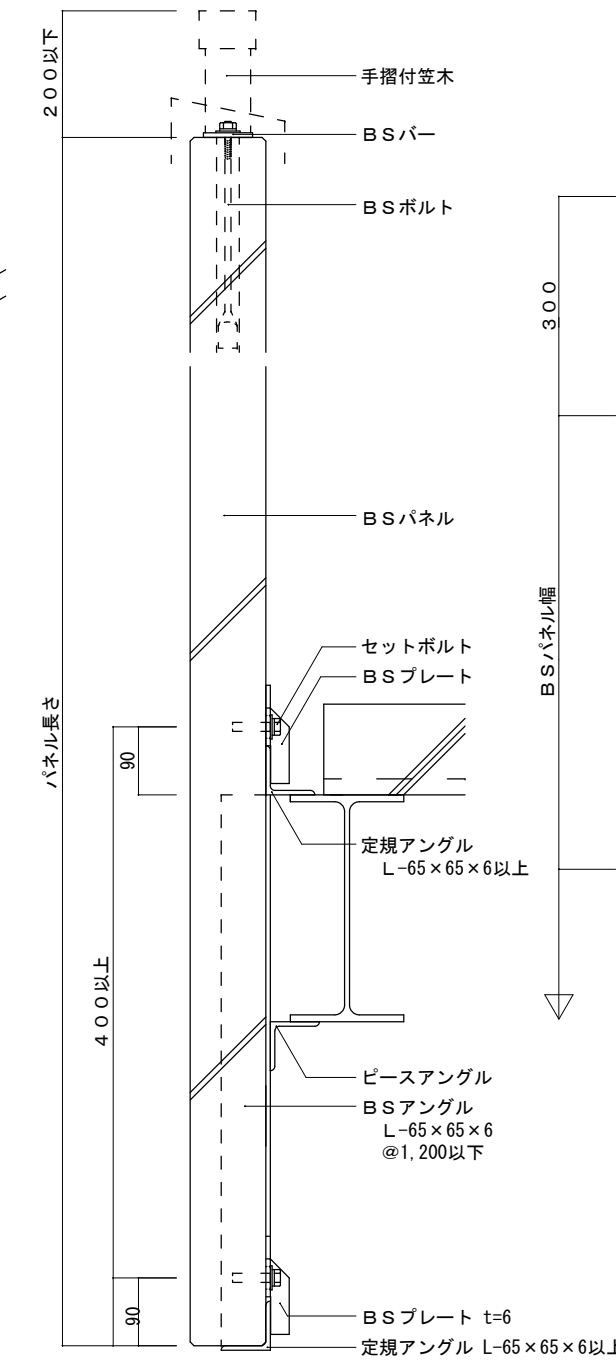 ２００以下
手摺付笠木
ＢＳバー
ＢＳボルト
３００
ＢＳパネル
ＢＳパネル幅
セットボルト
ＢＳプレート
パネル長さ
90
定規アングル
L-65×65×6以上
４００以上
ピースアングル
ＢＳアングル
L-65×65×6
@1,200以下
90
ＢＳプレート t=6
定規アングル L-65×65×6以上